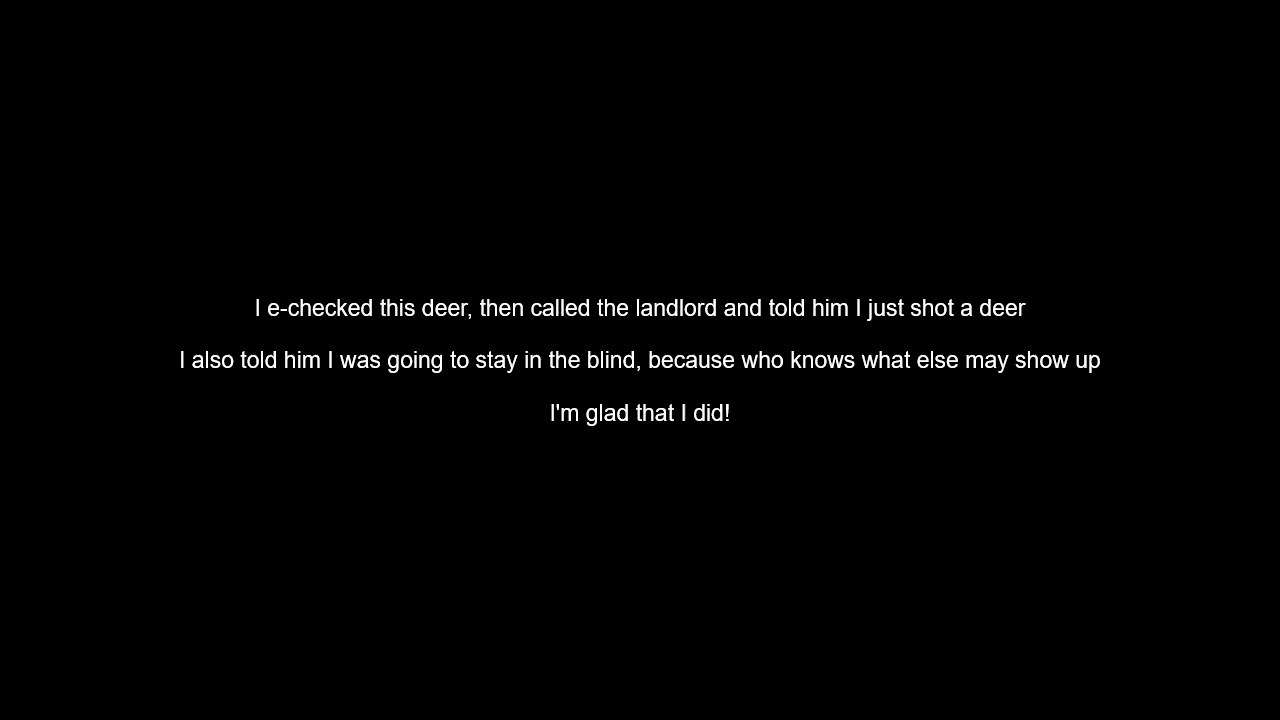 I e-checked this deer, then called the landlord and told him I just shot a deer
I also told him I was going to stay in the blind, because who knows what else may show up
I'm glad that I did!